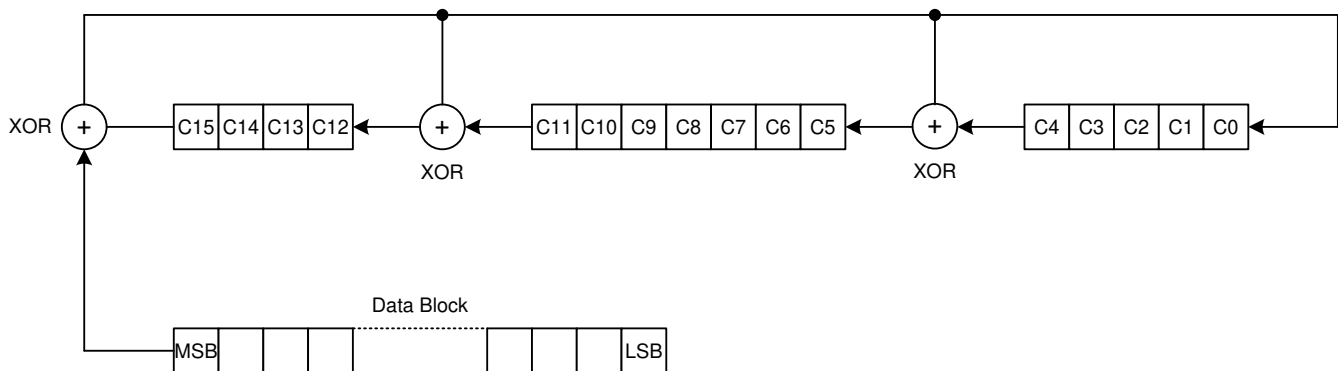 XOR + C15 C14 C13 C12 + C11 C10 C9 C8 C7 C6 C5 + C4 C3 C2 C1 C0
XOR XOR
Data Block
MSB LSB